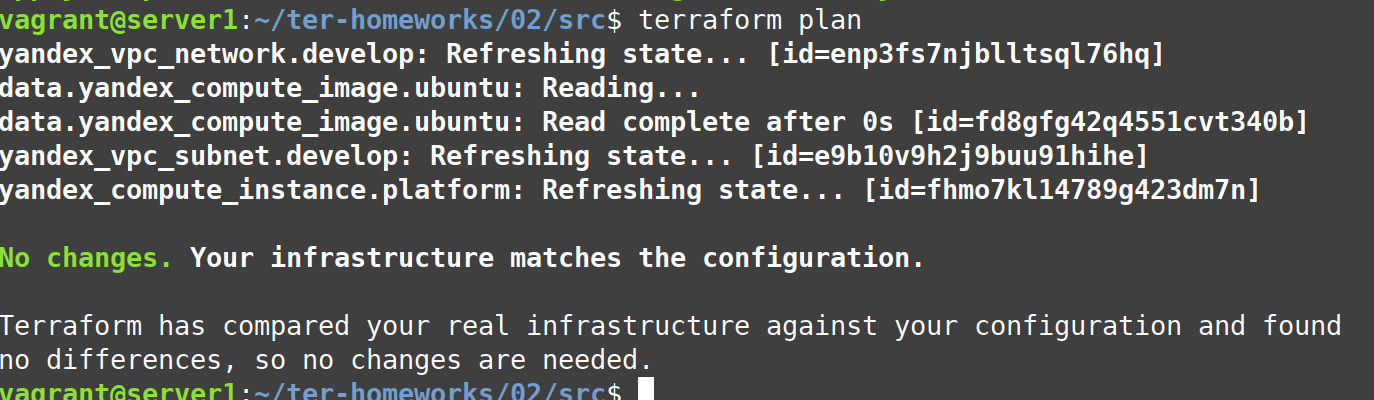 vagrant@server1:~/ter-homeworks/02/src$ terraform plan
yandex_vpc_network.develop: Refreshing state... [id=enp3fs7njblltsql76hq]
data.yandex_compute_image.ubuntu: Reading...
data.yandex_compute_image.ubuntu: Read complete after 0s [id=fd8gfg42q4551cvt340b]
yandex_vpc_subnet.develop: Refreshing state... [id=e9b10v9h2j9buu91hihe]
yandex_compute_instance.platform: Refreshing state... [id=fhmo7kl14789g423dm7n]
No changes. Your infrastructure matches the configuration.
Terraform has compared your real infrastructure against your configuration and found
no differences, so no changes are needed.
vagrant@server1:~/ter-homeworks/02/src$